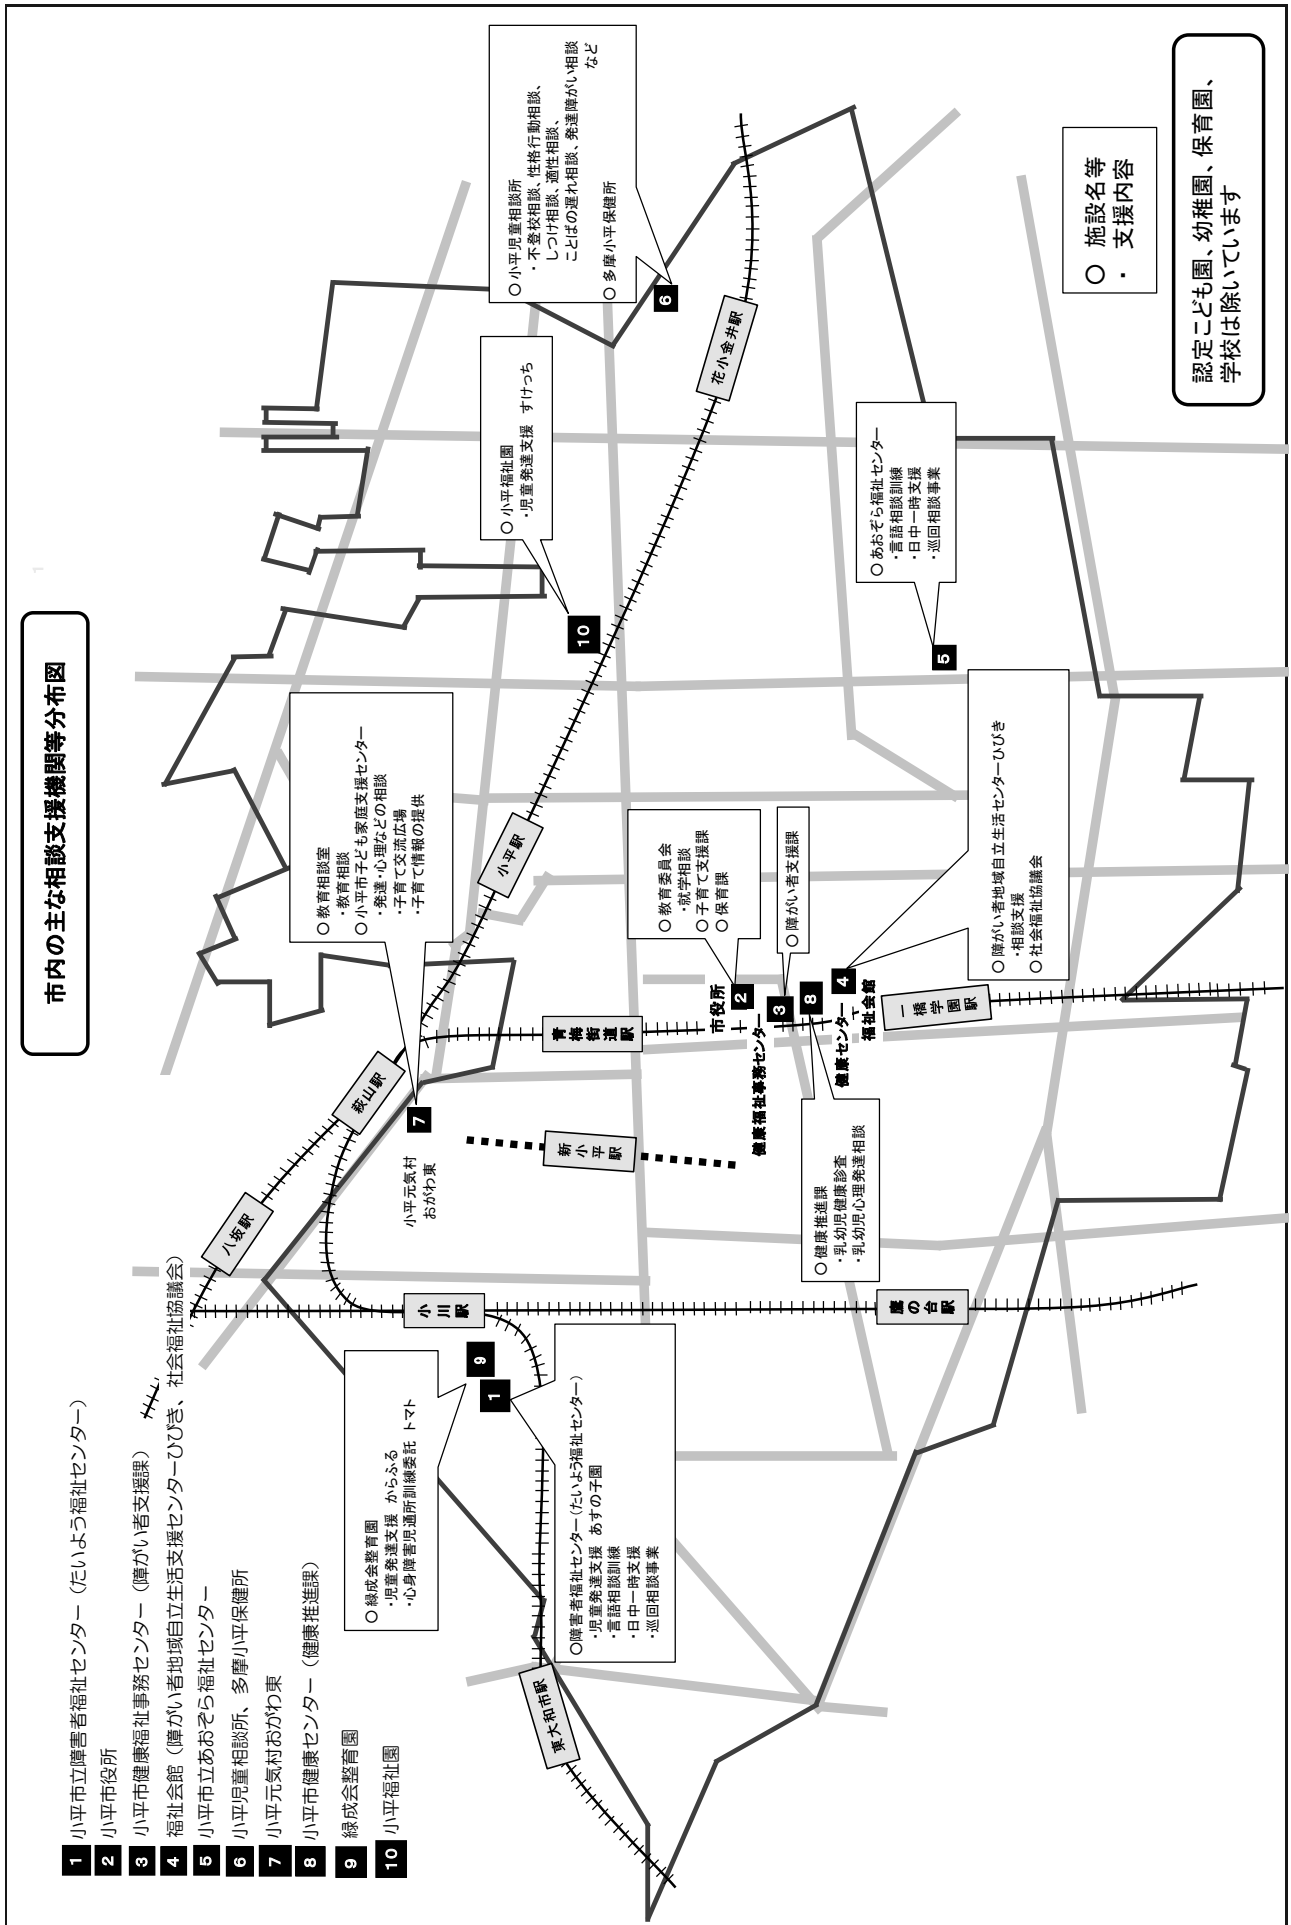 市内の主な相談支援機関等分布図
1
1 小平市立障害者福祉センター（たいよう福祉センター）
2 小平市役所
3 小平市健康福祉事務センター（障がい者支援課）
4 福祉会館（障がい者地域自立生活支援センターひびき、社会福祉協議会）
5 小平市立あおぞら福祉センター
6 小平児童相談所、多摩小平保健所
7 小平元気村おがわ東
8 小平市健康センター（健康推進課）
9 緑成会整育園
10 小平福祉園
○教育相談室
・教育相談
○小平市子ども家庭支援センター
・発達・心理などの相談
・子育て交流広場
・子育て情報の提供
○小平福祉園
・児童発達支援 すけっち
○小平児童相談所
・不登校相談、性格行動相談、
しつけ相談、適性相談、
ことばの遅れ相談、発達障がい相談
など
○多摩小平保健所
八坂駅
萩山駅
小平駅
花小金井駅
7
小平元気村
おがわ東
10
6
○緑成会整育園
・児童発達支援 からふる
・心身障害児通所訓練委託 トマト
小川駅
9
1
新小平駅
青梅街道駅
○障害者福祉センター（たいよう福祉センター）
・児童発達支援 あすの子園
・言語相談訓練
・日中一時支援
・巡回相談事業
東大和市駅
○教育委員会
・就学相談
○子育て支援課
○保育課
市役所
2
健康福祉事務センター
3
○障がい者支援課
8
健康センター
4
福祉会館
○健康推進課
・乳幼児健康診査
・乳幼児心理発達相談
鷹の台駅
一橋学園駅
○あおぞら福祉センター
・言語相談訓練
・日中一時支援
・巡回相談事業
5
○障がい者地域自立生活センターひびき
・相談支援
○社会福祉協議会
○ 施設名等
・ 支援内容
認定こども園、幼稚園、保育園、
学校は除いています